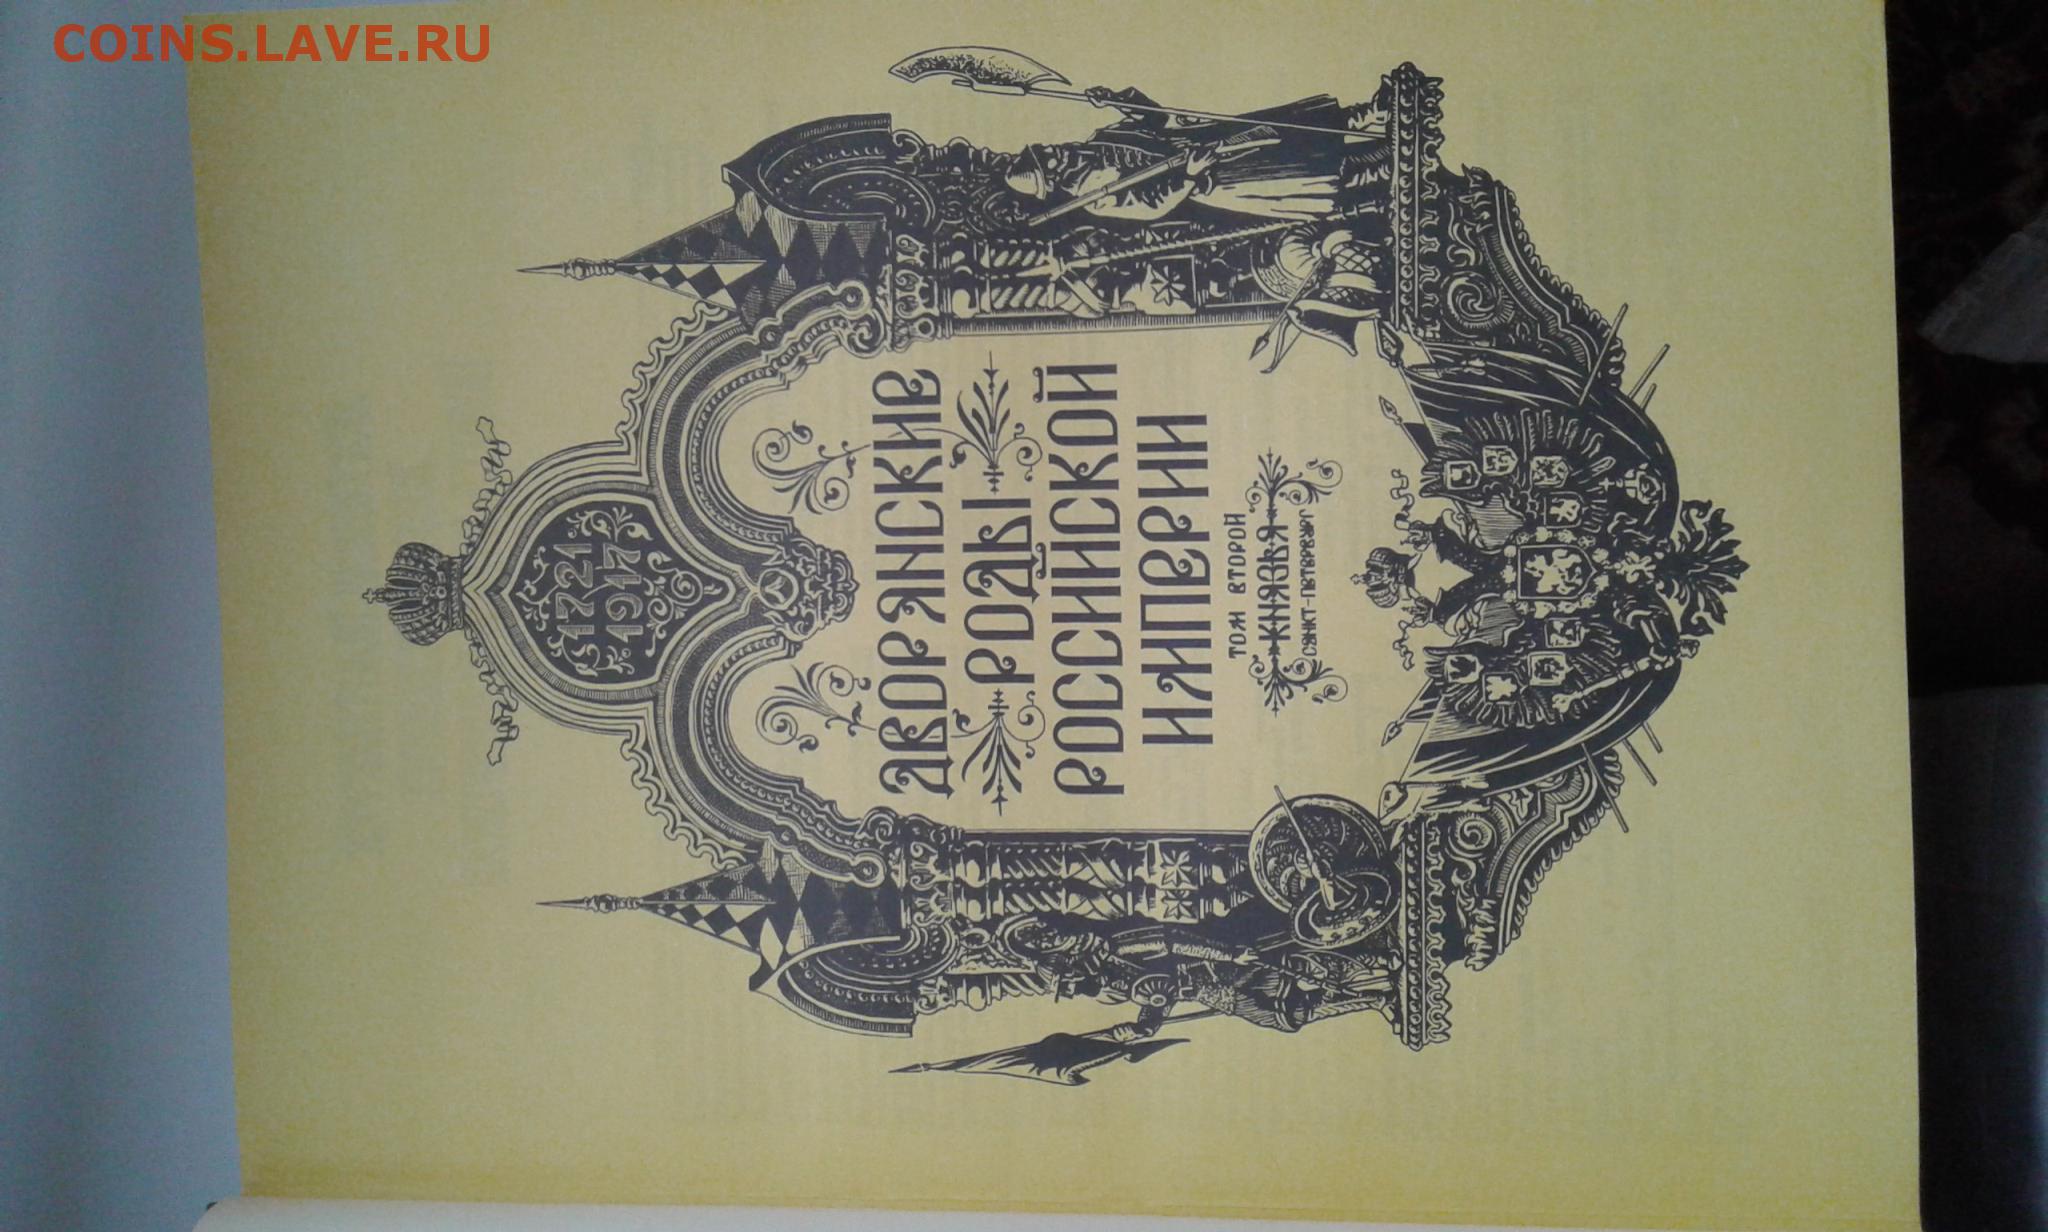 COINS.LAVE.RU
1721
1917
ДВОРЯНСКИЕ
РОДЫ
РОССИЙСКОЙ
ИМПЕРИИ
ТОМ ВТОРОЙ
КНЯЗЬЯ
САНКТ-ПЕТЕРБУРГ